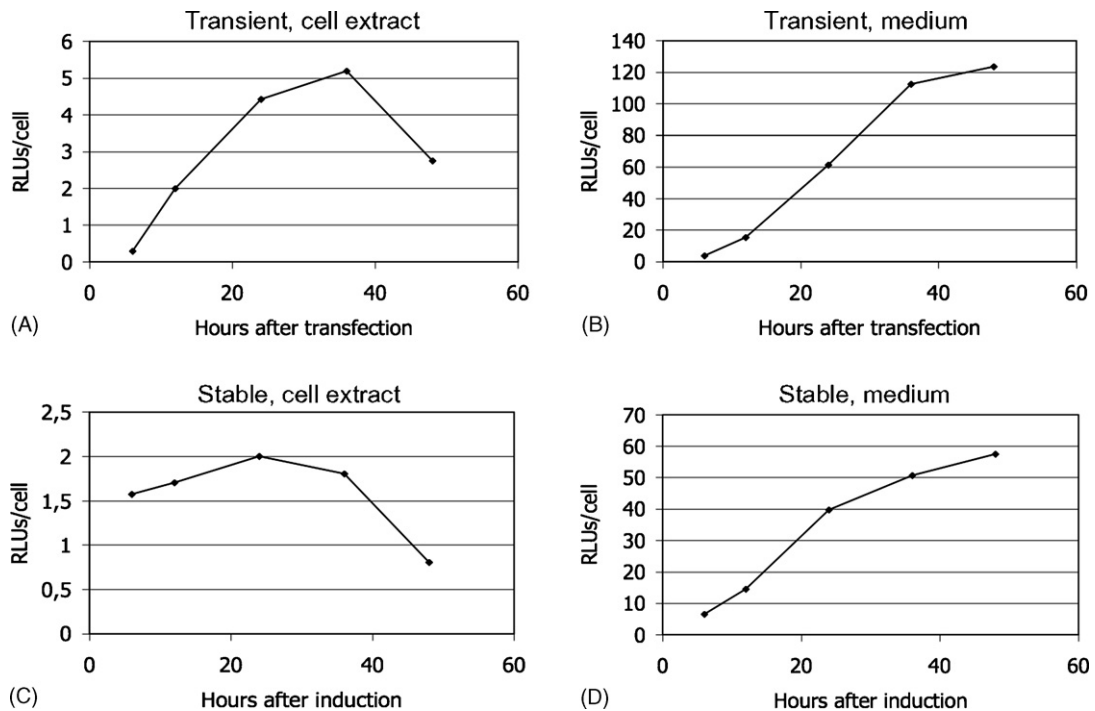 Transient, cell extract
6
5
4
3
2
1
0
RLUs/cell
0 20 40 60
Hours after transfection
(A)
Transient, medium
140
120
100
80
60
40
20
0
RLUs/cell
0 20 40 60
Hours after transfection
(B)
Stable, cell extract
2,5
2
1,5
1
0,5
0
RLUs/cell
0 20 40 60
Hours after induction
(C)
Stable, medium
70
60
50
40
30
20
10
0
RLUs/cell
0 20 40 60
Hours after induction
(D)